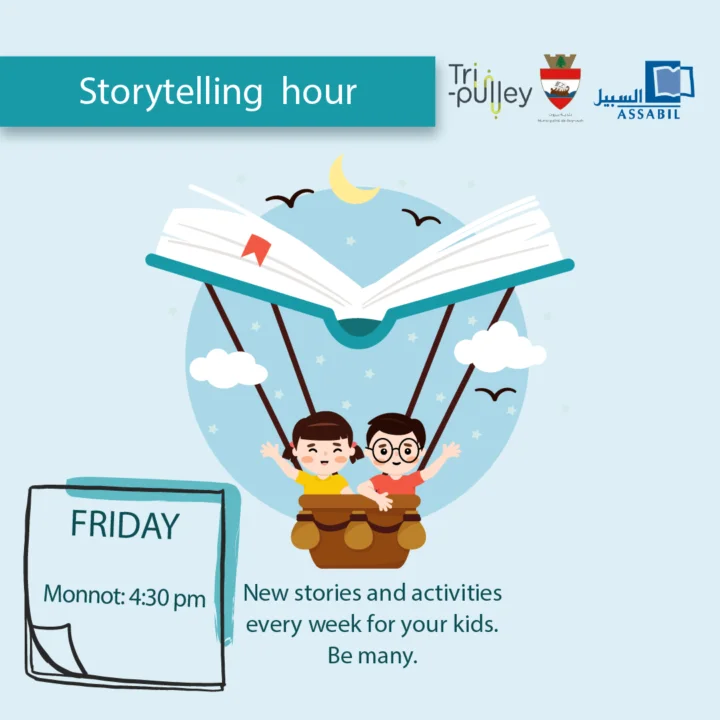 Storytelling hour
Tri
-pulley
السبيل
ASSABIL
FRIDAY
Monnot: 4:30 pm
New stories and activities
every week for your kids.
Be many.